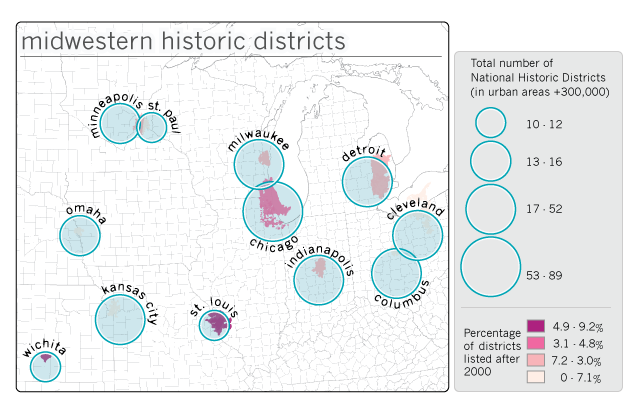 midwestern historic districts
minneapolis st. paul
milwaukee
detroit
omaha
cleveland
chicago
indianapolis
columbus
kansas city
st. louis
wichita
Total number of
National Historic Districts
(in urban areas +300,000)
10 - 12
13 - 16
17 - 52
53 - 89
Percentage
of districts
listed after
2000
4.9 - 9.2%
3.1 - 4.8%
7.2 - 3.0%
0 - 7.1%